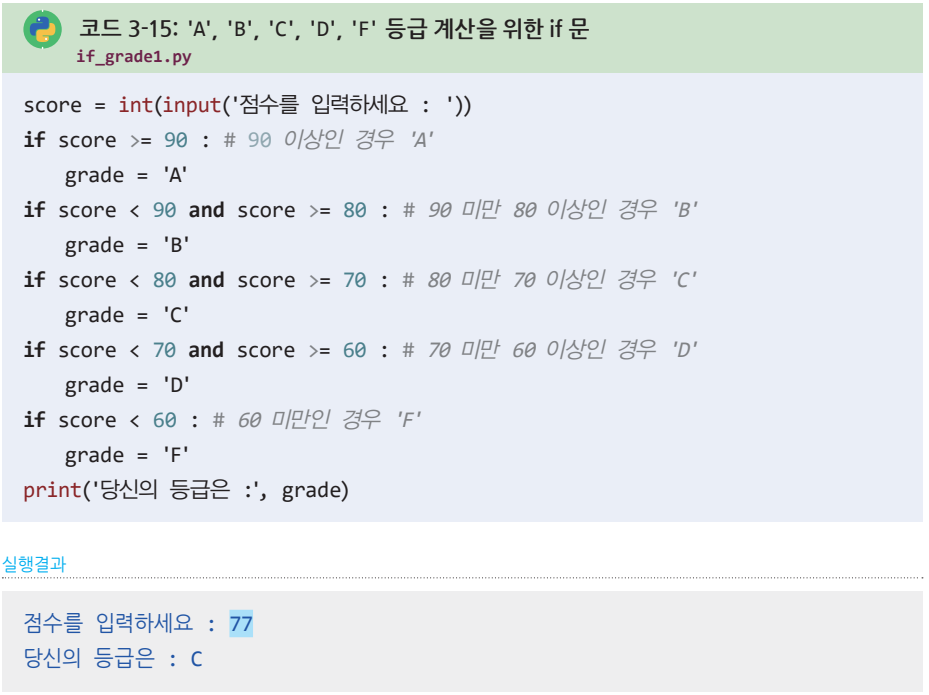 코드 3-15: 'A', 'B', 'C', 'D', 'F' 등급 계산을 위한 if 문
if_grade1.py
score = int(input('점수를 입력하세요 : '))
if score >= 90 : # 90 이상인 경우 'A'
    grade = 'A'
if score < 90 and score >= 80 : # 90 미만 80 이상인 경우 'B'
    grade = 'B'
if score < 80 and score >= 70 : # 80 미만 70 이상인 경우 'C'
    grade = 'C'
if score < 70 and score >= 60 : # 70 미만 60 이상인 경우 'D'
    grade = 'D'
if score < 60 : # 60 미만인 경우 'F'
    grade = 'F'
print('당신의 등급은 :', grade)
실행결과
점수를 입력하세요 : 77
당신의 등급은 : C